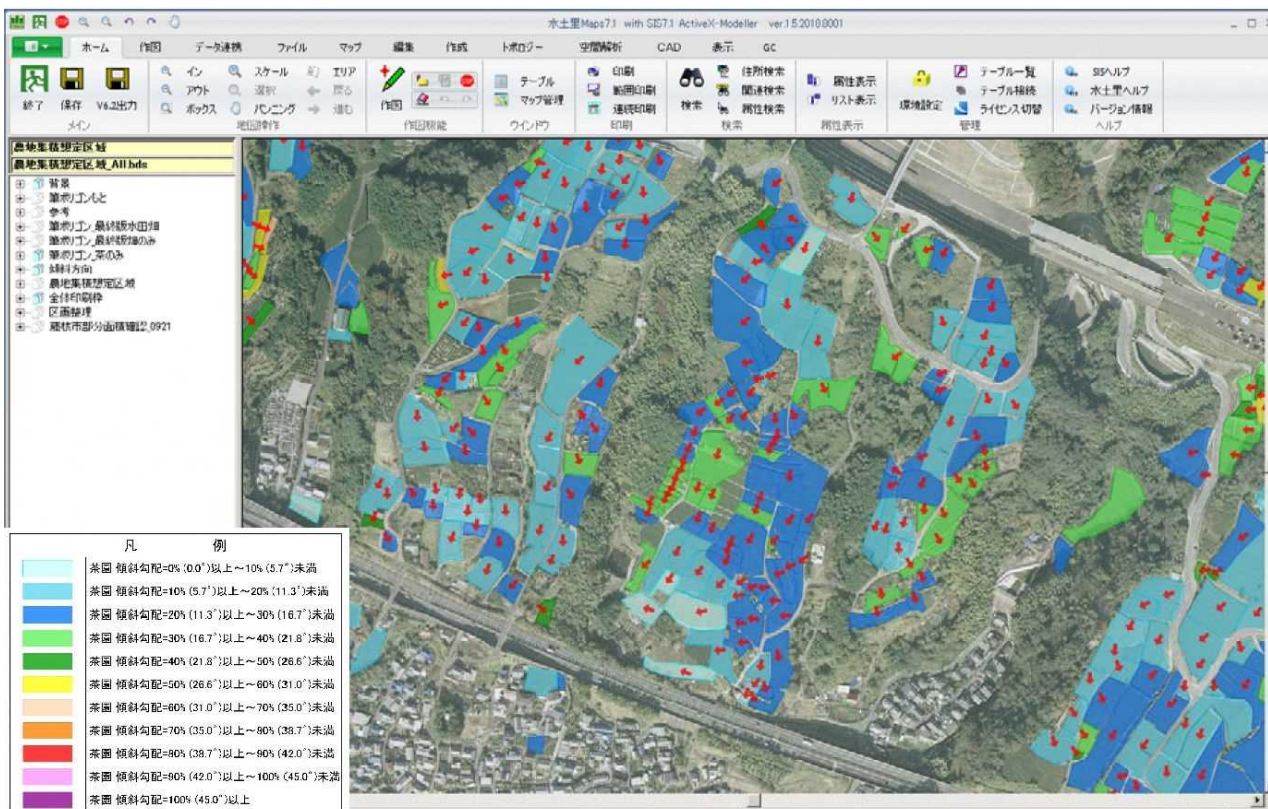 水土里Maps7.1 with SIS7.1 ActiveX-Modeller ver.1.5.2018.0001
ホーム 作図 データ連携 ファイル マップ 編集 作成 トポロジー 空間解析 CAD 表示 GC
イン スケール エリア テーブル 印刷 住所検索 属性表示 テーブル一覧 SISヘルプ
アウト 選択 戻る マップ管理 範囲印刷 関連検索 リスト表示 テーブル接続 水土里ヘルプ
ボックス パンニング 進む 連続印刷 属性検索 ライセンス切替 バージョン情報
終了 保存 V6.2出力 作図 検索 環境設定
メイン 地図操作 作図機能 ウインドウ 印刷 検索 属性表示 管理 ヘルプ
農地集積想定区域
農地集積想定区域_All.bds
背景
筆ポリゴンもと
参考
筆ポリゴン_最終版水田畑
筆ポリゴン_最終版畑のみ
筆ポリゴン_茶のみ
傾斜方向
農地集積想定区域
全体印刷枠
区画整理
藤枝市部分面積確認_0921
凡 例
茶園 傾斜勾配=0% (0.0°)以上～10% (5.7°)未満
茶園 傾斜勾配=10% (5.7°)以上～20% (11.3°)未満
茶園 傾斜勾配=20% (11.3°)以上～30% (16.7°)未満
茶園 傾斜勾配=30% (16.7°)以上～40% (21.8°)未満
茶園 傾斜勾配=40% (21.8°)以上～50% (26.6°)未満
茶園 傾斜勾配=50% (26.6°)以上～60% (31.0°)未満
茶園 傾斜勾配=60% (31.0°)以上～70% (35.0°)未満
茶園 傾斜勾配=70% (35.0°)以上～80% (38.7°)未満
茶園 傾斜勾配=80% (38.7°)以上～90% (42.0°)未満
茶園 傾斜勾配=90% (42.0°)以上～100% (45.0°)未満
茶園 傾斜勾配=100% (45.0°)以上